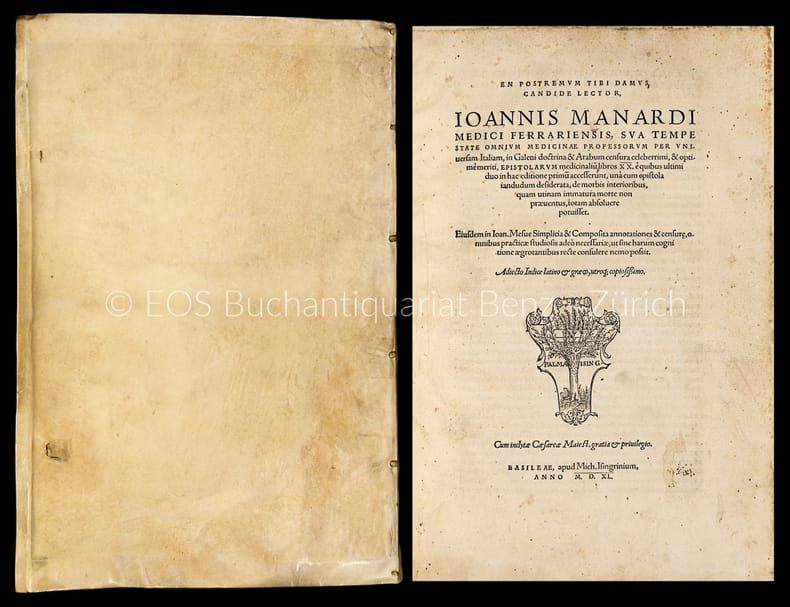 EN POSTREMVM TIBI DAMVS,
CANDIDE LECTOR,
IOANNIS MANARDI
MEDICI FERRARIENSIS, SVA TEMPE
STATE OMNIVM MEDICINAE PROFESSORVM PER VNI
uersam Italiam, in Galeni doctrina & Arabum censura celeberrimi, & opti
mè meriti, EPISTOLARVM medicinaliũ libros XX. è quibus ultimi
duo in hac editione primũ accesserunt, unà cum epistola
iandudum desiderata, de morbis interioribus,
quam utinam immatura morte non
præuentus, totam absoluere
potuisset.
Eiusdem in Ioan. Mesue Simplicia & Composita annotationes & censuræ, o-
mnibus practicæ studiosis adeò necessariæ, ut sine harum cogni
tione ægrotantibus recte consulere nemo possit.
Adiecto Indice latino & græco, utroq; copiosissimo.
© EOS Buchantiquariat Benz, Zürich
PALMA ISING
Cum inclytæ Cæsareæ Maiest. gratia & priuilegio.
BASILEAE, apud Mich. Isingrinium,
ANNO M. D. XL.